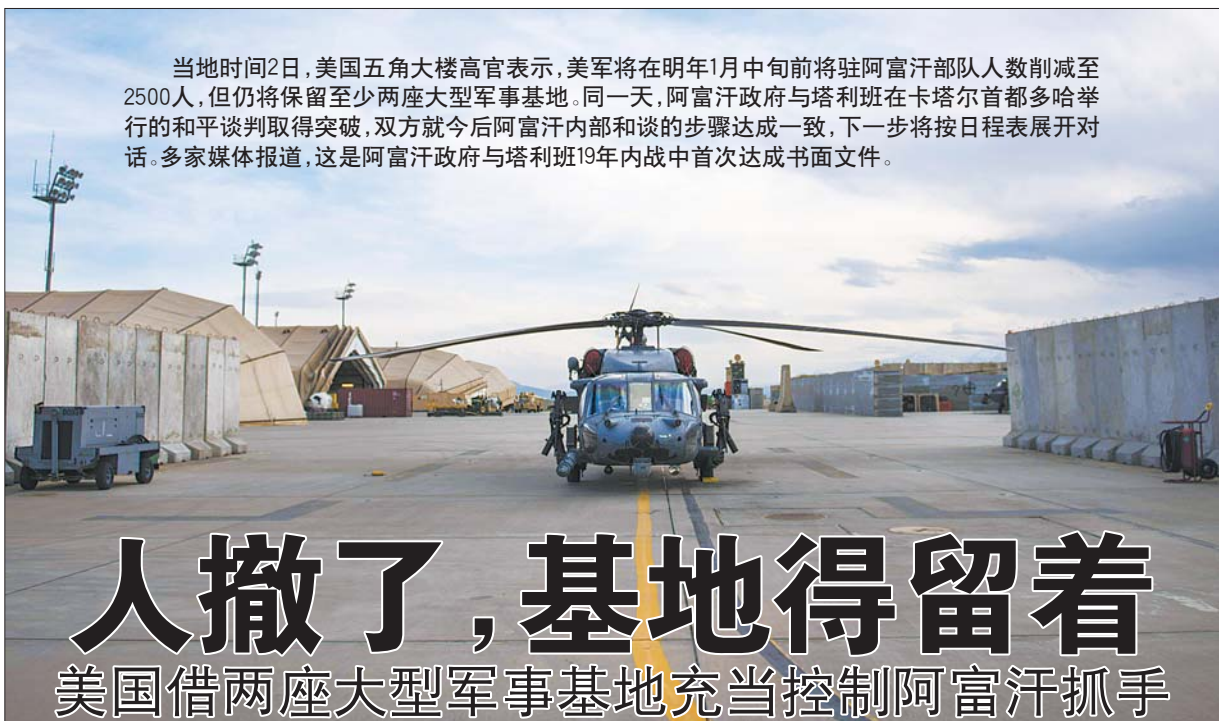 当地时间2日，美国五角大楼高官表示，美军将在明年1月中旬前将驻阿富汗部队人数削减至
2500人，但仍将保留至少两座大型军事基地。同一天，阿富汗政府与塔利班在卡塔尔首都多哈举
行的和平谈判取得突破，双方就今后阿富汗内部和谈的步骤达成一致，下一步将按日程表展开对
话。多家媒体报道，这是阿富汗政府与塔利班19年内战中首次达成书面文件。
人撤了，基地得留着
美国借两座大型军事基地充当控制阿富汗抓手